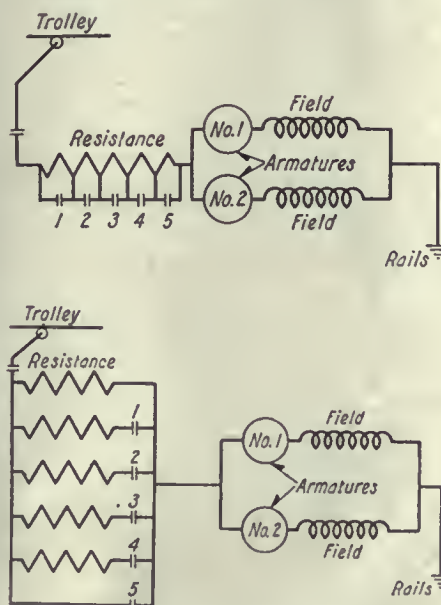 Trolley
Resistance
1 2 3 4 5
No.1
No.2
Field
Armatures
Field
Rails
Trolley
Resistance
1
2
3
4
5
No.1
No.2
Field
Armatures
Field
Rails